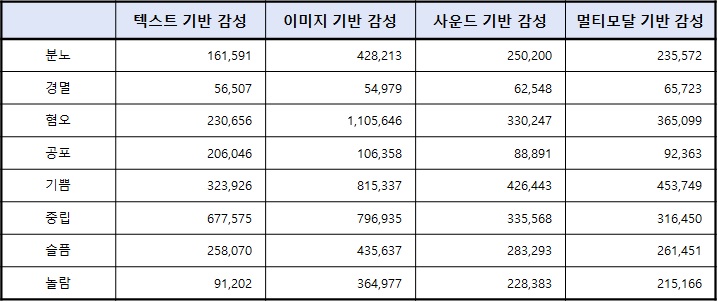 텍스트 기반 감성 이미지 기반 감성 사운드 기반 감성 멀티모달 기반 감성
분노 161,591 428,213 250,200 235,572
경멸 56,507 54,979 62,548 65,723
혐오 230,656 1,105,646 330,247 365,099
공포 206,046 106,358 88,891 92,363
기쁨 323,926 815,337 426,443 453,749
중립 677,575 796,935 335,568 316,450
슬픔 258,070 435,637 283,293 261,451
놀람 91,202 364,977 228,383 215,166